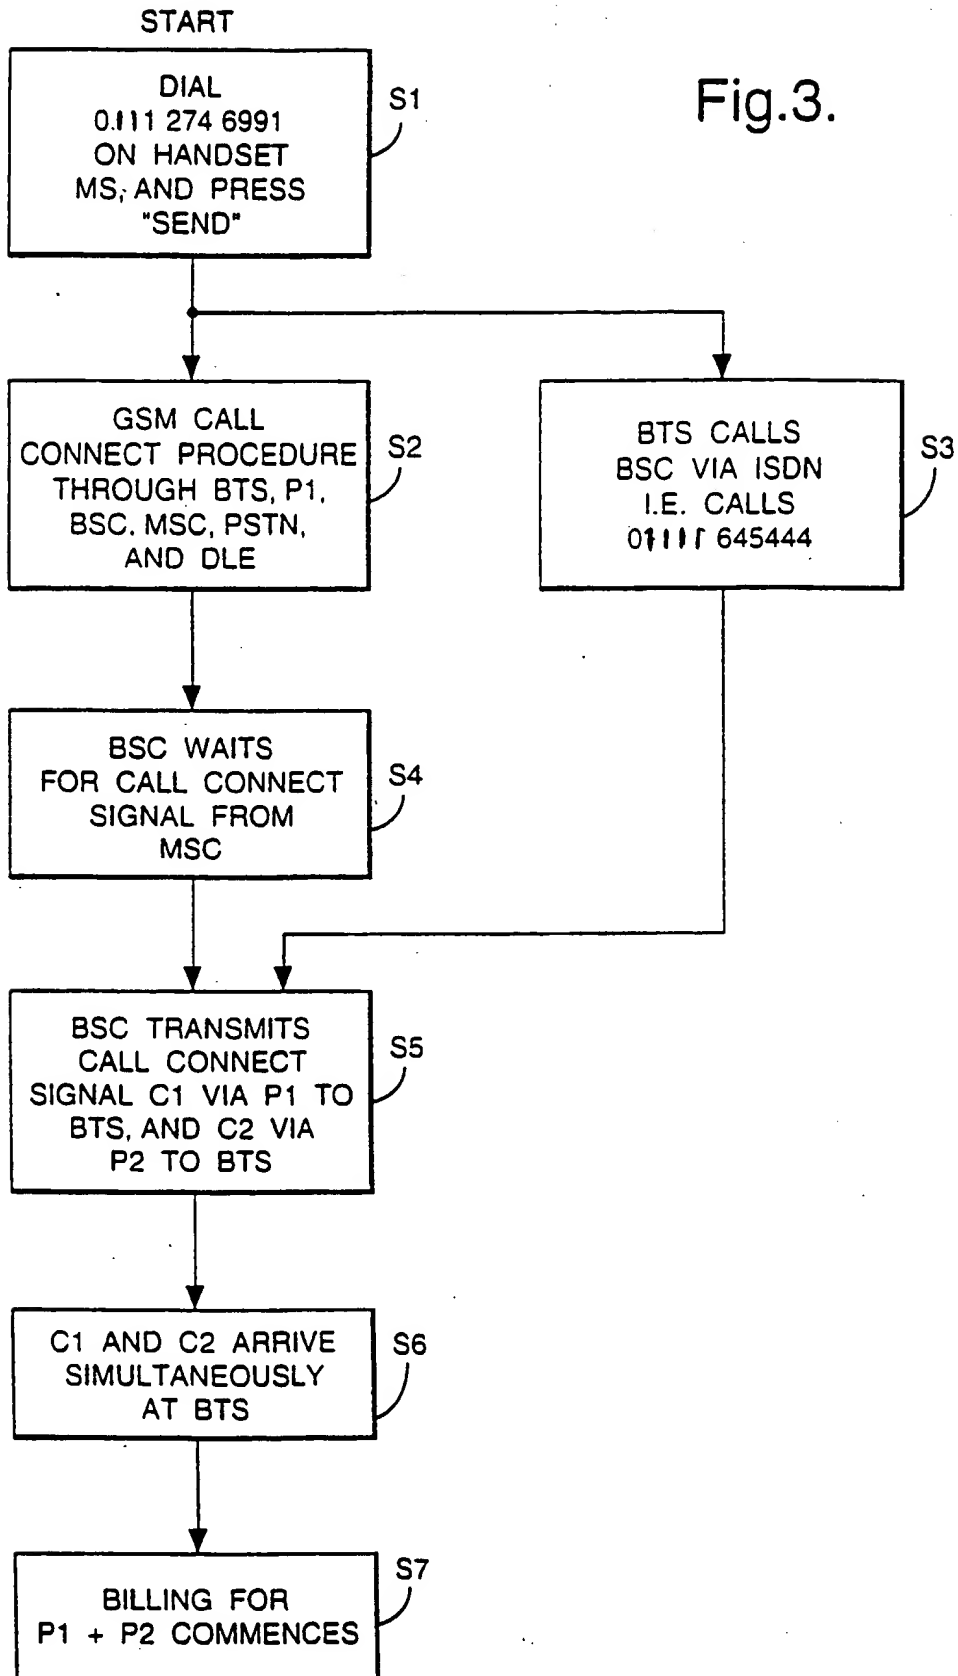 START
Fig.3.
DIAL
0.111 274 6991
ON HANDSET
MS, AND PRESS
"SEND"
S1
GSM CALL
CONNECT PROCEDURE
THROUGH BTS, P1,
BSC. MSC, PSTN,
AND DLE
S2
BTS CALLS
BSC VIA ISDN
I.E. CALLS
645444
S3
BSC WAITS
FOR CALL CONNECT
SIGNAL FROM
MSC
S4
BSC TRANSMITS
CALL CONNECT
SIGNAL C1 VIA P1 TO
BTS, AND C2 VIA
P2 TO BTS
S5
C1 AND C2 ARRIVE
SIMULTANEOUSLY
AT BTS
S6
BILLING FOR
P1 + P2 COMMENCES
S7